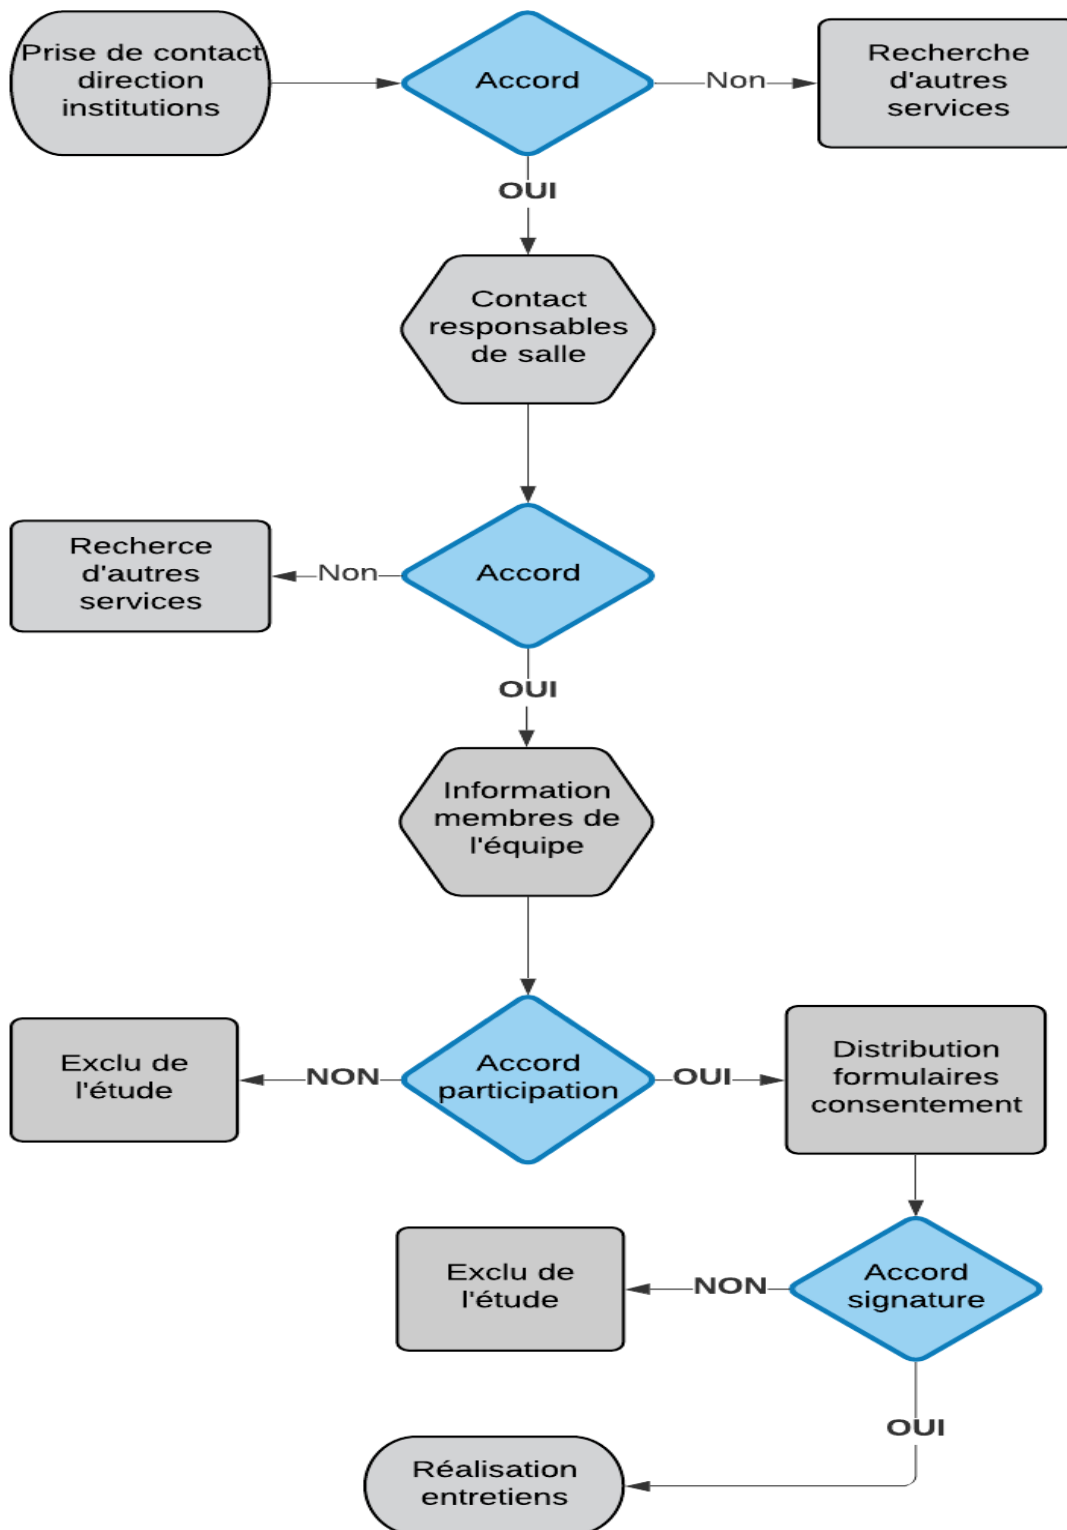 Prise de contact
direction
institutions
Accord
Non
Recherche
d'autres
services
OUI
Contact
responsables
de salle
Recherce
d'autres
services
Non
Accord
OUI
Information
membres de
l'équipe
Exclu de
l'étude
NON
Accord
participation
OUI
Distribution
formulaires
consentement
Exclu de
l'étude
NON
Accord
signature
OUI
Réalisation
entretiens